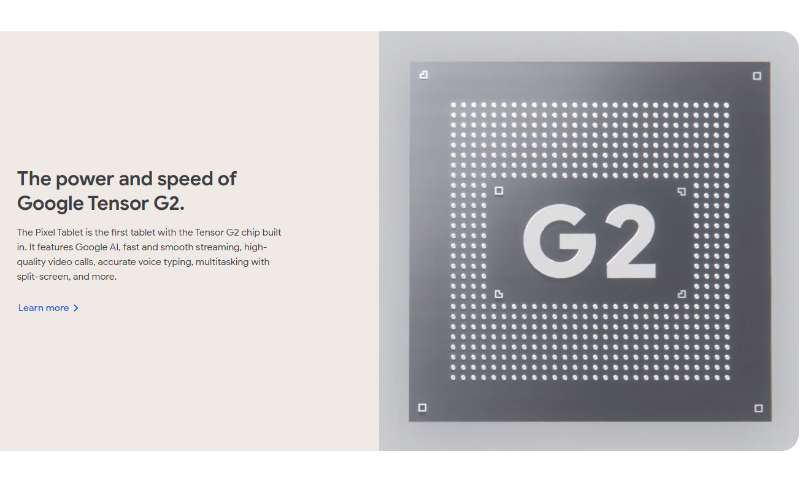 The power and speed of
Google Tensor G2.
The Pixel Tablet is the first tablet with the Tensor G2 chip built
in. It features Google AI, fast and smooth streaming, high-
quality video calls, accurate voice typing, multitasking with
split-screen, and more.
Learn more
G2